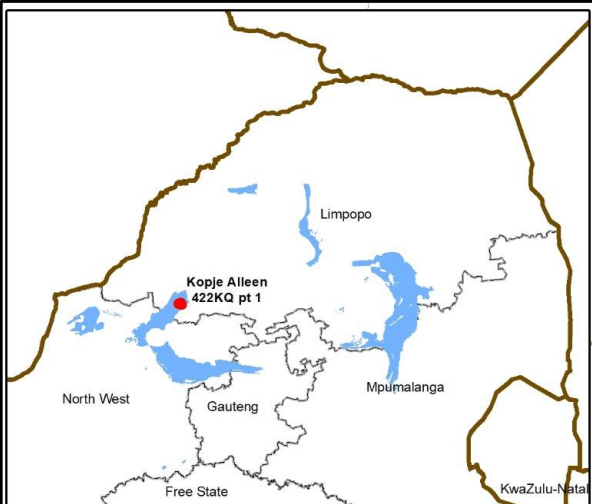 Limpopo
Kopje Alleen
422KQ pt 1
Mpumalanga
North West
Gauteng
Free State
KwaZulu-Natal